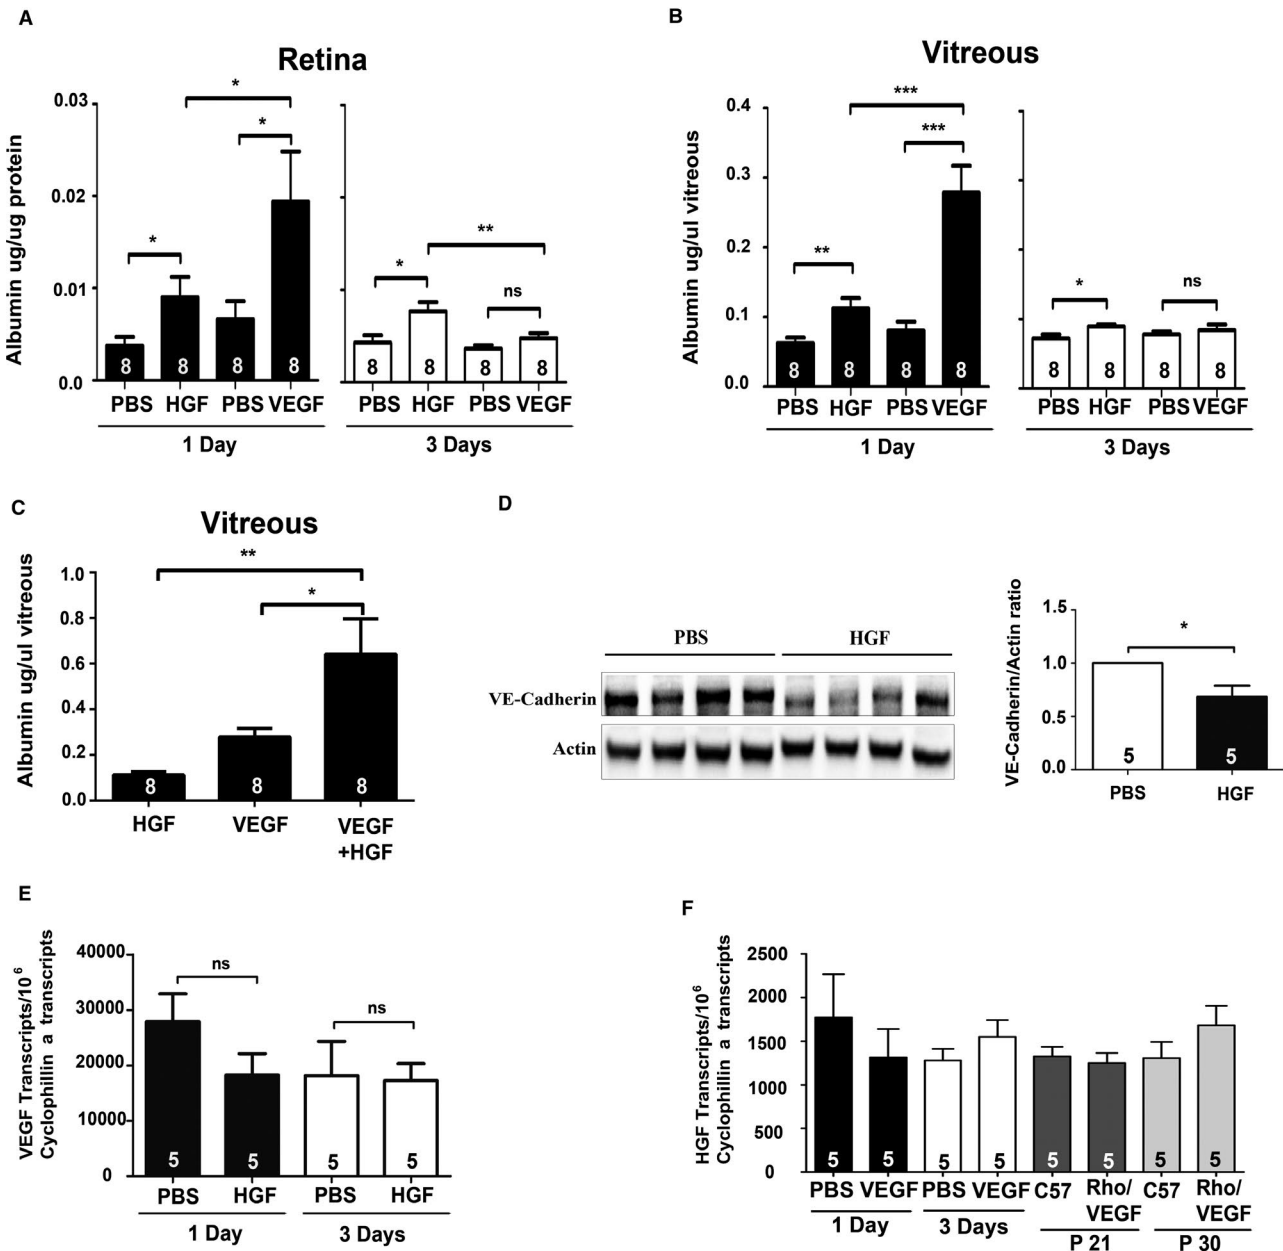 A
Retina
Albumin ug/ug protein
0.03
0.02
0.01
0.0
*
*
*
8 8 8 8
PBS HGF PBS VEGF
1 Day
*
**
ns
8 8 8 8
PBS HGF PBS VEGF
3 Days
B
Vitreous
Albumin ug/ul vitreous
0.4
0.3
0.2
0.1
0.0
***
***
**
8 8 8 8
PBS HGF PBS VEGF
1 Day
*
ns
8 8 8 8
PBS HGF PBS VEGF
3 Days
C
Vitreous
Albumin ug/ul vitreous
1.0
0.8
0.6
0.4
0.2
0.0
**
*
8 8 8
HGF VEGF VEGF
+HGF
D
PBS HGF
VE-Cadherin
Actin
VE-Cadherin/Actin ratio
1.5
1.0
0.5
0.0
*
5 5
PBS HGF
E
VEGF Transcripts/10⁶
Cyclophillin a transcripts
40000
30000
20000
10000
0
ns
ns
5 5 5 5
PBS HGF PBS HGF
1 Day 3 Days
F
HGF Transcripts/10⁶
Cyclophillin a transcripts
2500
2000
1500
1000
500
0
5 5 5 5 5 5 5 5
PBS VEGF PBS VEGF C57 Rho/ C57 Rho/
VEGF VEGF
1 Day 3 Days P 21 P 30